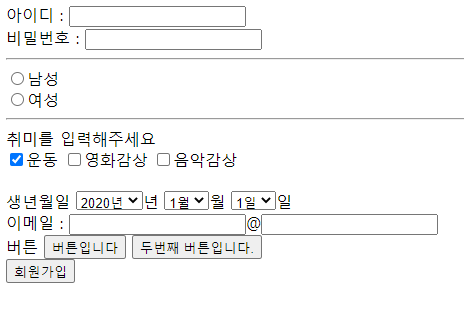 아이디 :
비밀번호 :
남성
여성
취미를 입력해주세요
운동 영화감상 음악감상
생년월일 2020년 년 1월 월 1일 일
이메일 : @
버튼 버튼입니다 두번째 버튼입니다.
회원가입